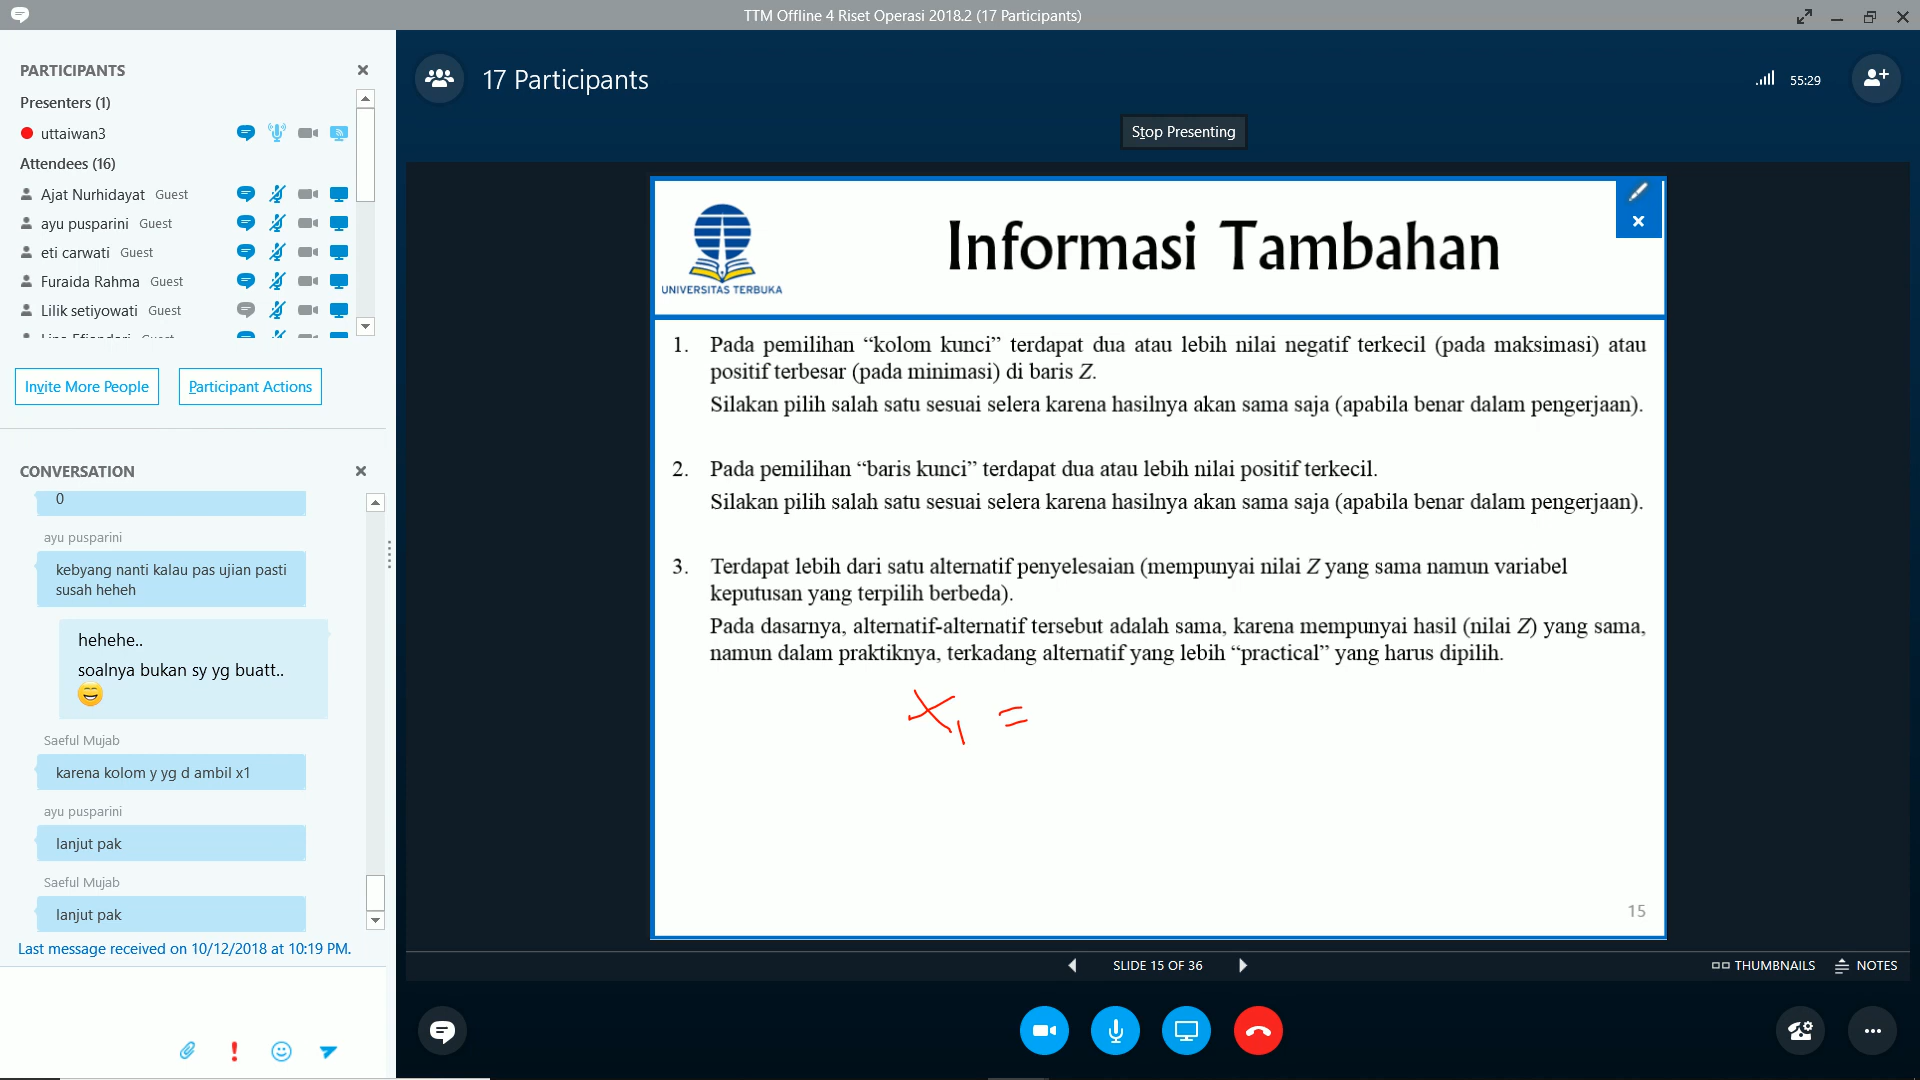 TTM Offline 4 Riset Operasi 2018.2 (17 Participants)
PARTICIPANTS
Presenters (1)
uttaiwan3
Attendees (16)
Ajat Nurhidayat Guest
ayu pusparini Guest
eti carwati Guest
Furaida Rahma Guest
Lilik setiyowati Guest
Invite More People
Participant Actions
CONVERSATION
0
ayu pusparini
kebyang nanti kalau pas ujian pasti
susah heheh
hehehe..
soalnya bukan sy yg buatt..
Saeful Mujab
karena kolom y yg d ambil x1
ayu pusparini
lanjut pak
Saeful Mujab
lanjut pak
Last message received on 10/12/2018 at 10:19 PM.
17 Participants
55:29
Stop Presenting
UNIVERSITAS TERBUKA
Informasi Tambahan
1. Pada pemilihan “kolom kunci” terdapat dua atau lebih nilai negatif terkecil (pada maksimasi) atau
positif terbesar (pada minimasi) di baris Z.
Silakan pilih salah satu sesuai selera karena hasilnya akan sama saja (apabila benar dalam pengerjaan).
2. Pada pemilihan “baris kunci” terdapat dua atau lebih nilai positif terkecil.
Silakan pilih salah satu sesuai selera karena hasilnya akan sama saja (apabila benar dalam pengerjaan).
3. Terdapat lebih dari satu alternatif penyelesaian (mempunyai nilai Z yang sama namun variabel
keputusan yang terpilih berbeda).
Pada dasarnya, alternatif-alternatif tersebut adalah sama, karena mempunyai hasil (nilai Z) yang sama,
namun dalam praktiknya, terkadang alternatif yang lebih “practical” yang harus dipilih.
X1 =
15
SLIDE 15 OF 36
THUMBNAILS
NOTES